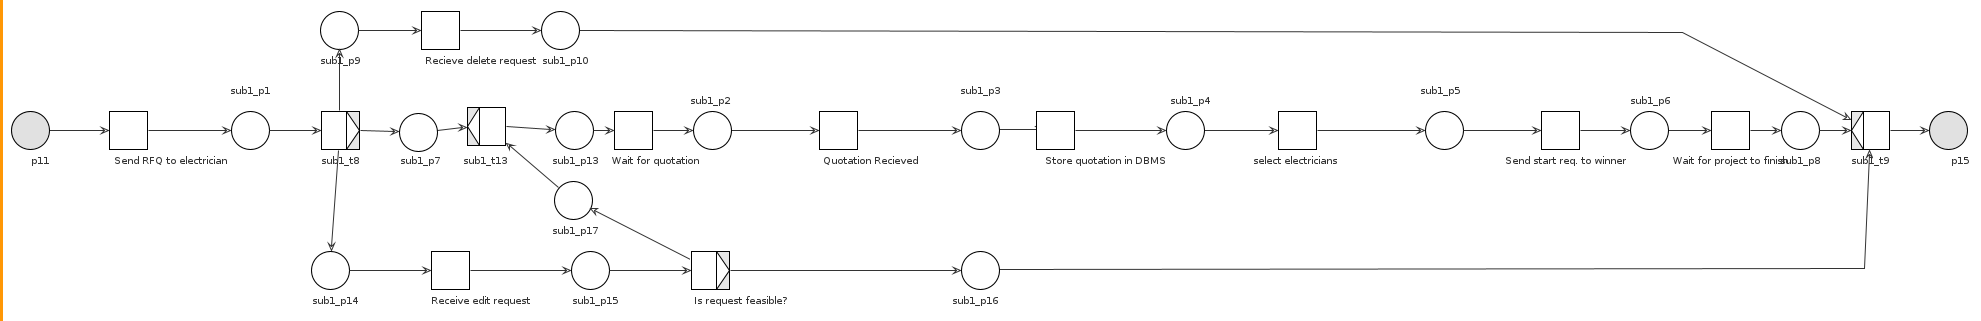 sub1_p9
Recieve delete request
sub1_p10
sub1_p1
sub1_p2
sub1_p3
sub1_p4
sub1_p5
sub1_p6
p11
Send RFQ to electrician
sub1_t8
sub1_p7
sub1_t13
sub1_p13
Wait for quotation
Quotation Recieved
Store quotation in DBMS
select electricians
Send start req. to winner
Wait for project to finish
sub1_p8
sub1_t9
p15
sub1_p17
sub1_p14
Receive edit request
sub1_p15
Is request feasible?
sub1_p16